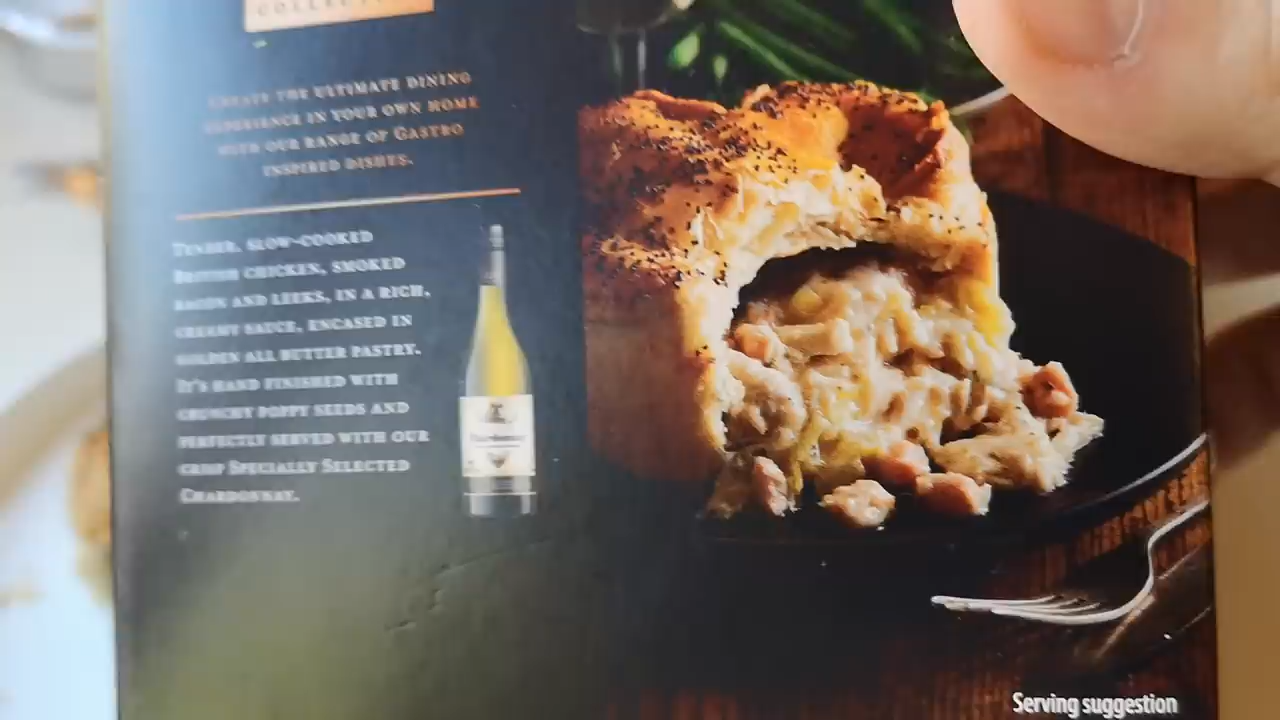 COLLECTION
CREATE THE ULTIMATE DINING
EXPERIENCE IN YOUR OWN HOME
WITH OUR RANGE OF GASTRO
INSPIRED DISHES.
TENDER, SLOW-COOKED
BRITISH CHICKEN, SMOKED
BACON AND LEEKS, IN A RICH,
CREAMY SAUCE, ENCASED IN
GOLDEN ALL BUTTER PASTRY.
IT'S HAND FINISHED WITH
CRUNCHY POPPY SEEDS AND
PERFECTLY SERVED WITH OUR
CRISP SPECIALLY SELECTED
CHARDONNAY.
Chardonnay
Serving suggestion